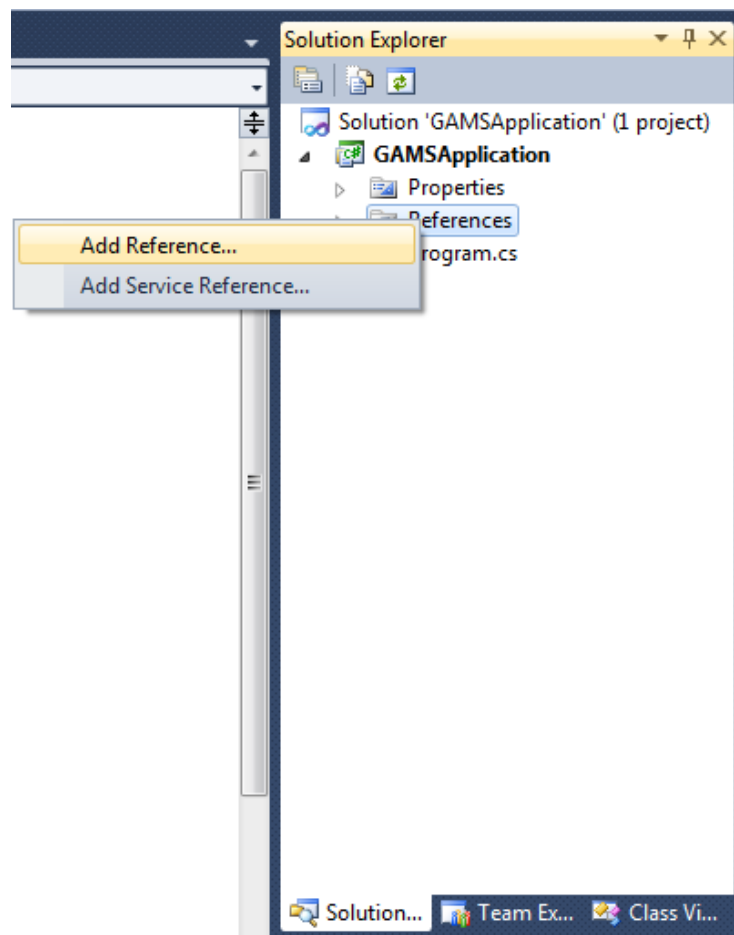 Solution Explorer
Solution 'GAMSApplication' (1 project)
GAMSApplication
Properties
References
Add Reference...
rogram.cs
Add Service Reference...
Solution...
Team Ex...
Class Vi...